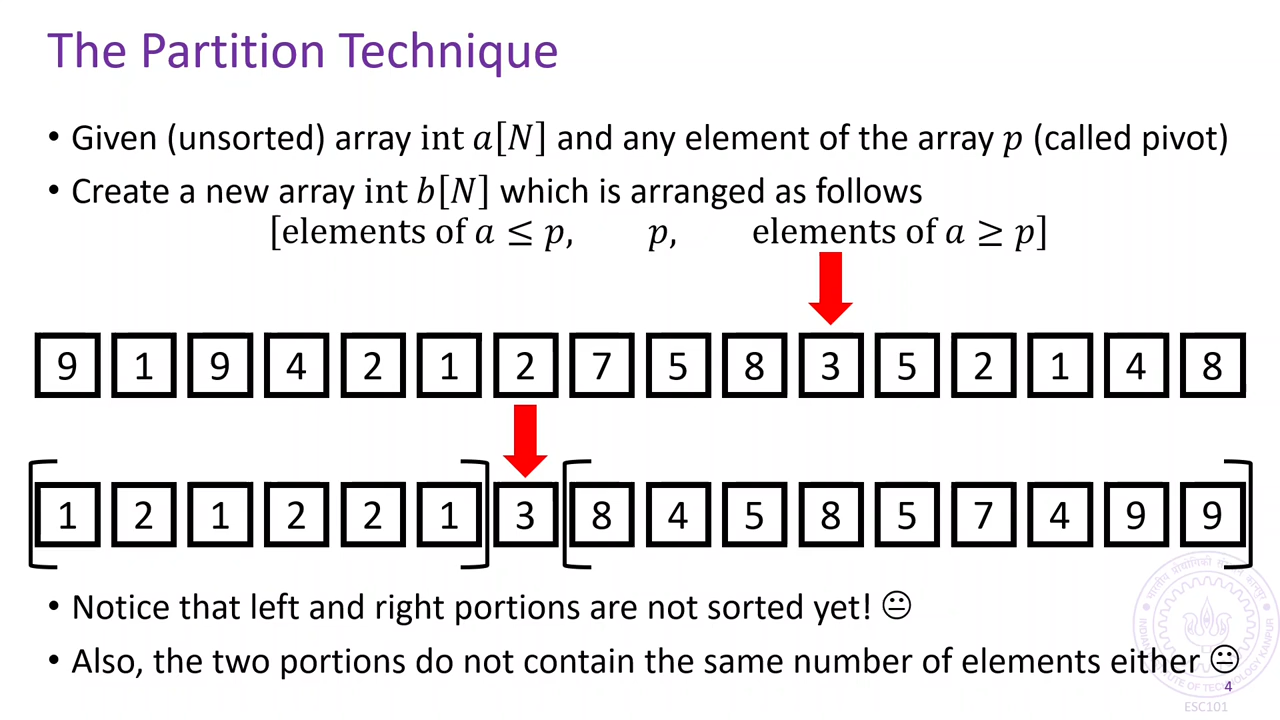 The Partition Technique
• Given (unsorted) array int a[N] and any element of the array p (called pivot)
• Create a new array int b[N] which is arranged as follows
[elements of a ≤ p, p, elements of a ≥ p]
9 1 9 4 2 1 2 7 5 8 3 5 2 1 4 8
1 2 1 2 2 1 3 8 4 5 8 5 7 4 9 9
• Notice that left and right portions are not sorted yet! 😐
• Also, the two portions do not contain the same number of elements either 😐
4
ESC101